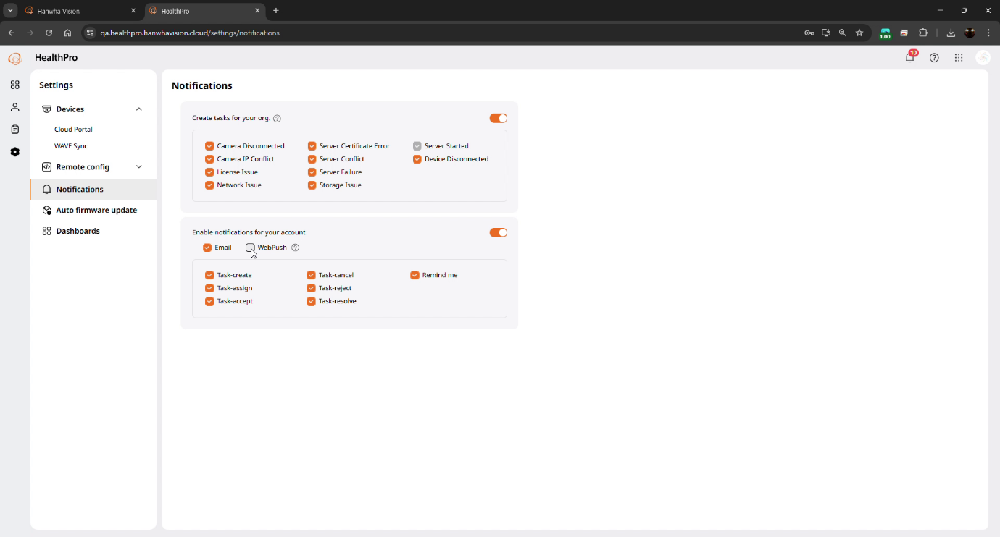 Hanwha Vision
HealthPro
qa.healthpro.hanwhavision.cloud/settings/notifications
1.00
HealthPro
10
Settings
Devices
Cloud Portal
WAVE Sync
Remote config
Notifications
Auto firmware update
Dashboards
Notifications
Create tasks for your org.
Camera Disconnected
Server Certificate Error
Server Started
Camera IP Conflict
Server Conflict
Device Disconnected
License Issue
Server Failure
Network Issue
Storage Issue
Enable notifications for your account
Email
WebPush
Task-create
Task-cancel
Remind me
Task-assign
Task-reject
Task-accept
Task-resolve